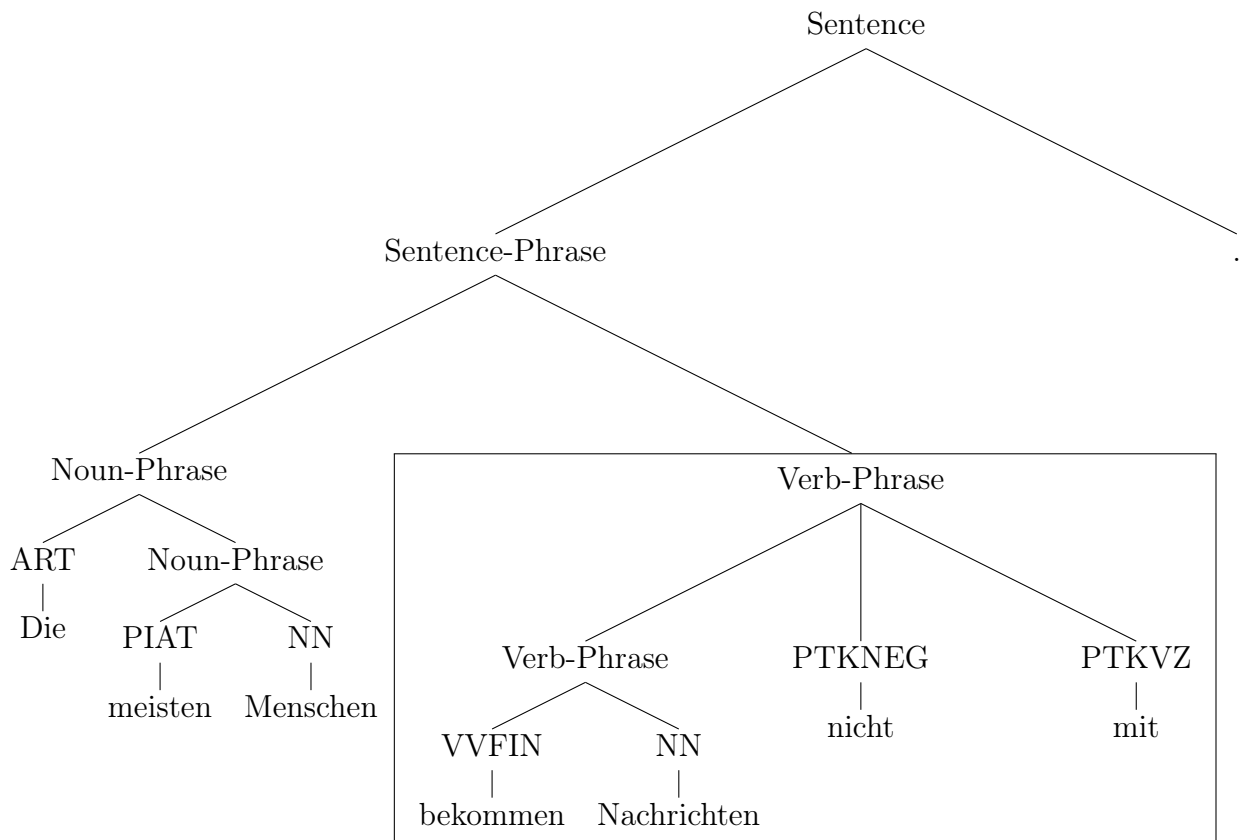 Sentence
Sentence-Phrase .
Noun-Phrase Verb-Phrase
ART Noun-Phrase
Die PIAT NN Verb-Phrase PTKNEG PTKVZ
meisten Menschen nicht mit
VVFIN NN
bekommen Nachrichten